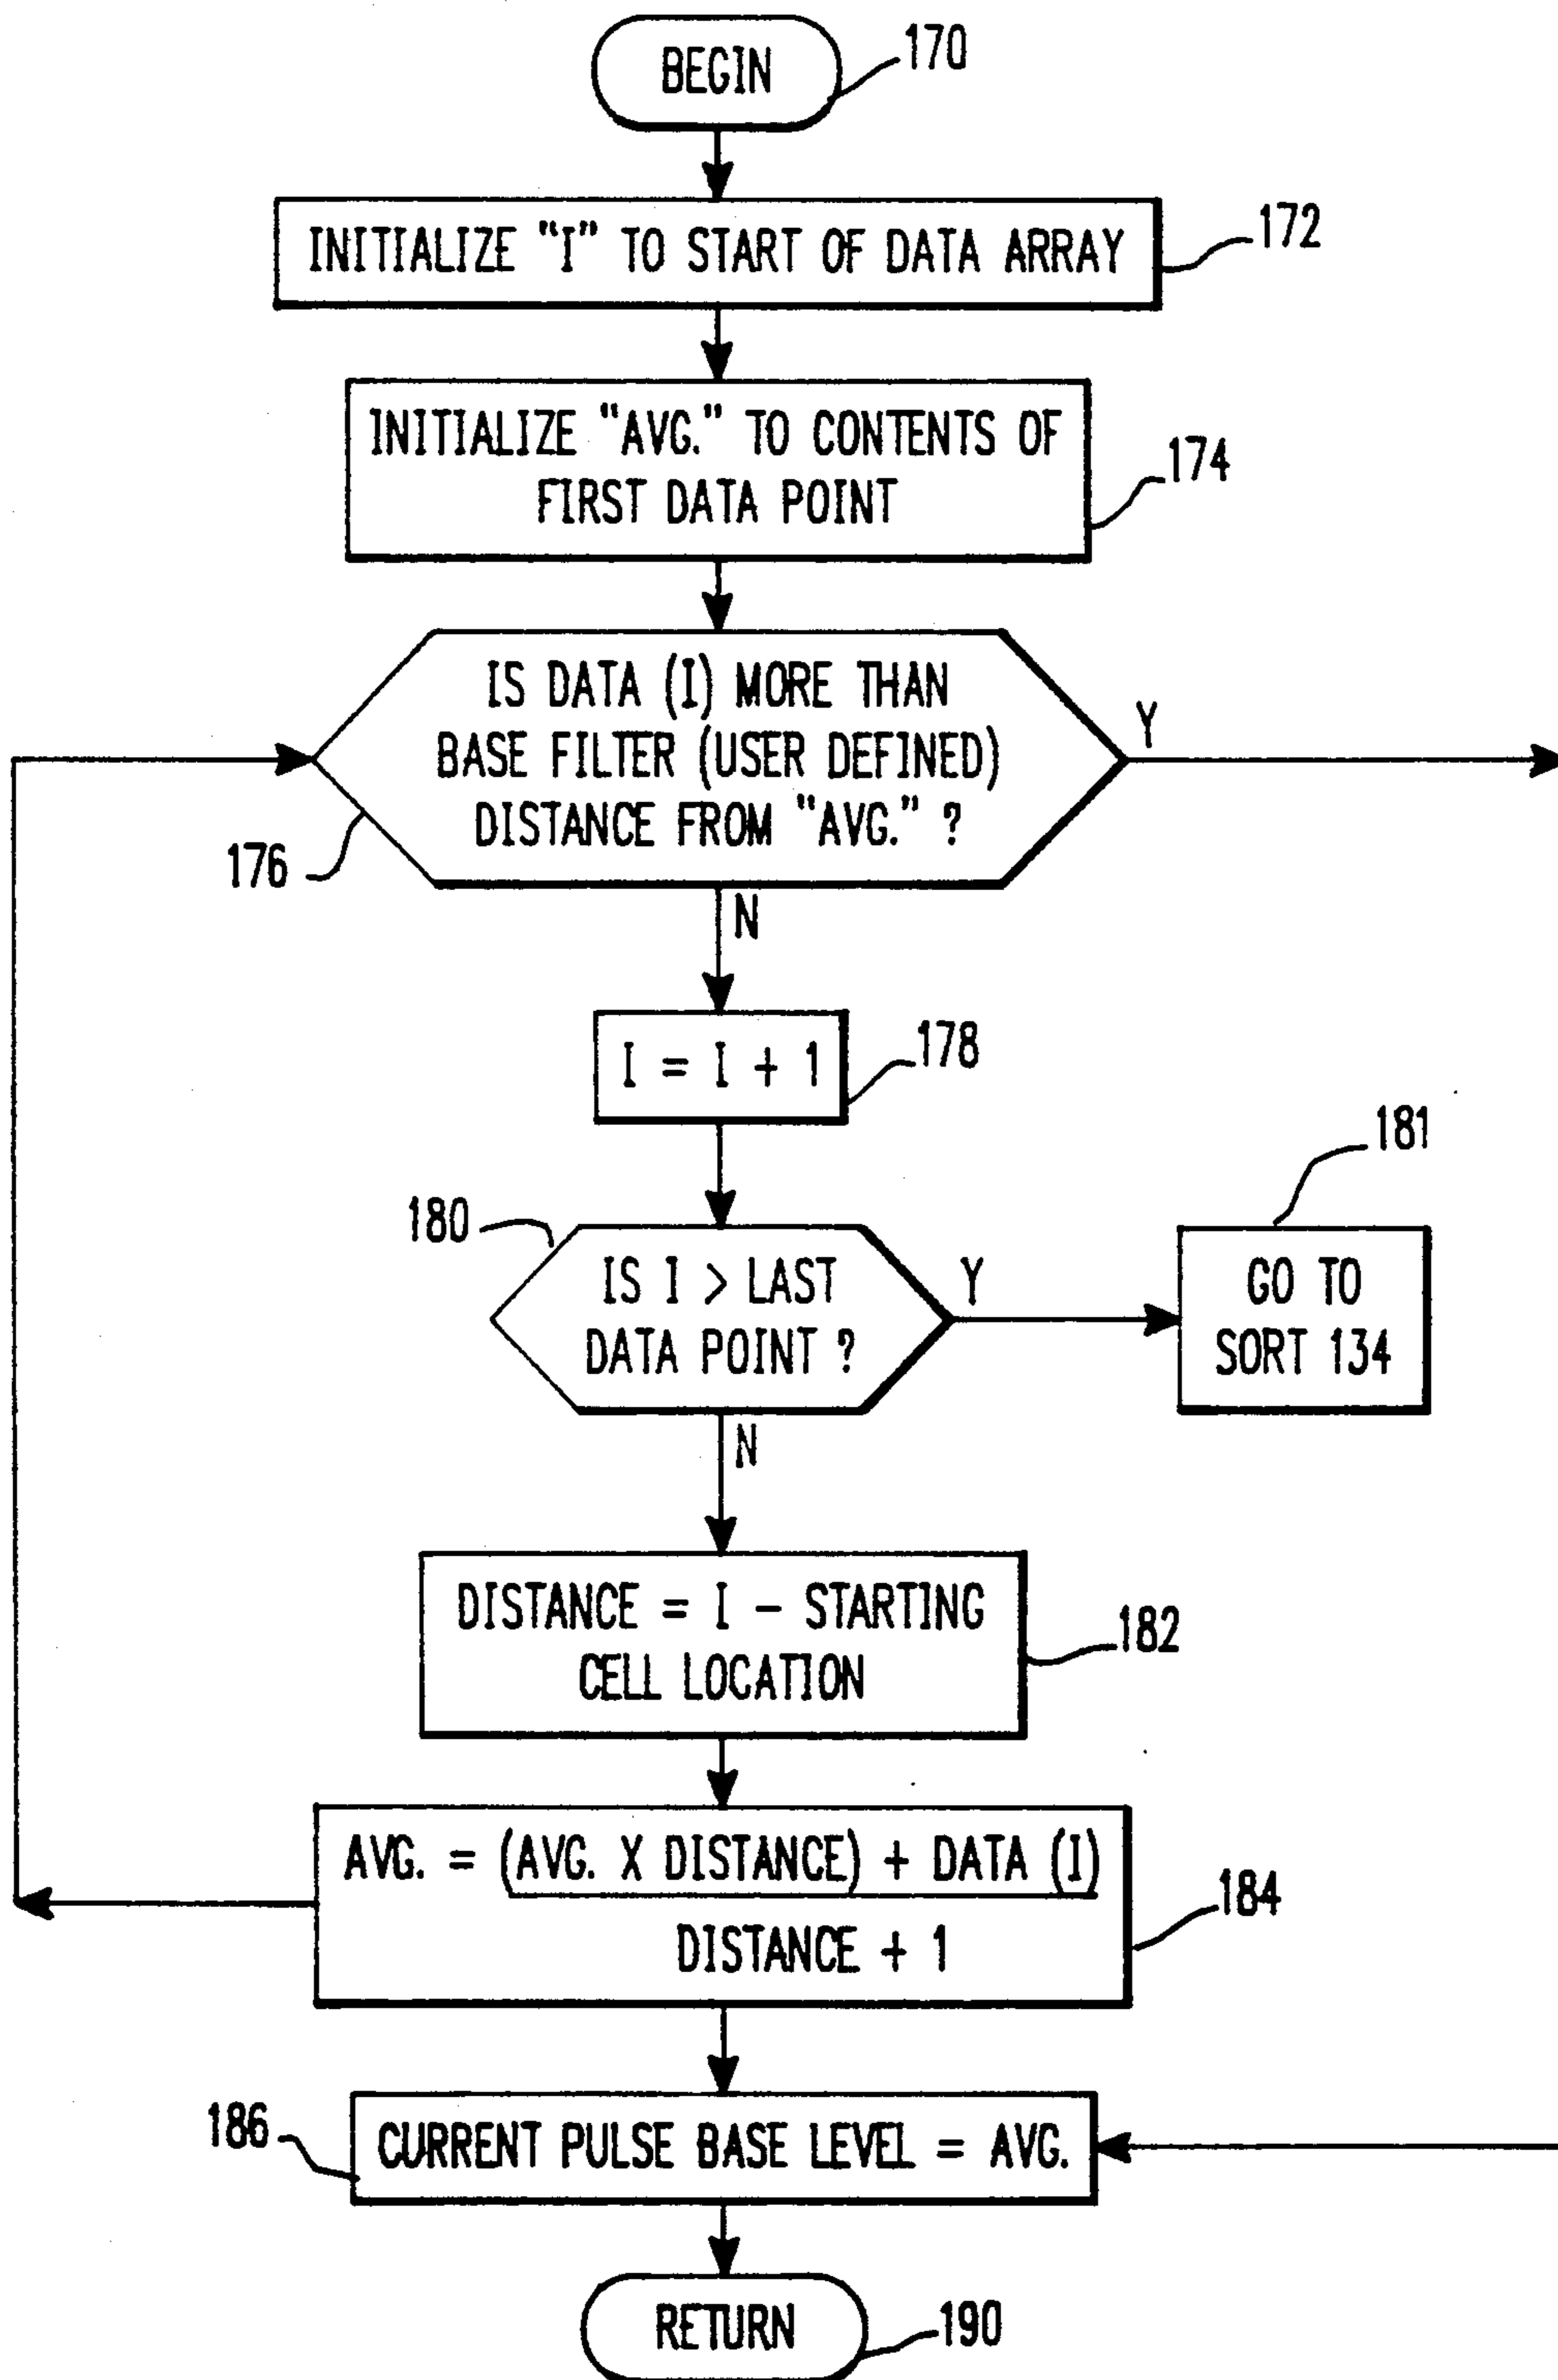 BEGIN
170
INITIALIZE "I" TO START OF DATA ARRAY
172
INITIALIZE "AVG." TO CONTENTS OF
FIRST DATA POINT
174
IS DATA (I) MORE THAN
BASE FILTER (USER DEFINED)
DISTANCE FROM "AVG." ?
Y
176
N
I = I + 1
178
180
IS I > LAST
DATA POINT ?
Y
181
GO TO
SORT 134
N
DISTANCE = I - STARTING
CELL LOCATION
182
AVG. = (AVG. X DISTANCE) + DATA (I)
DISTANCE + 1
184
186
CURRENT PULSE BASE LEVEL = AVG.
RETURN
190